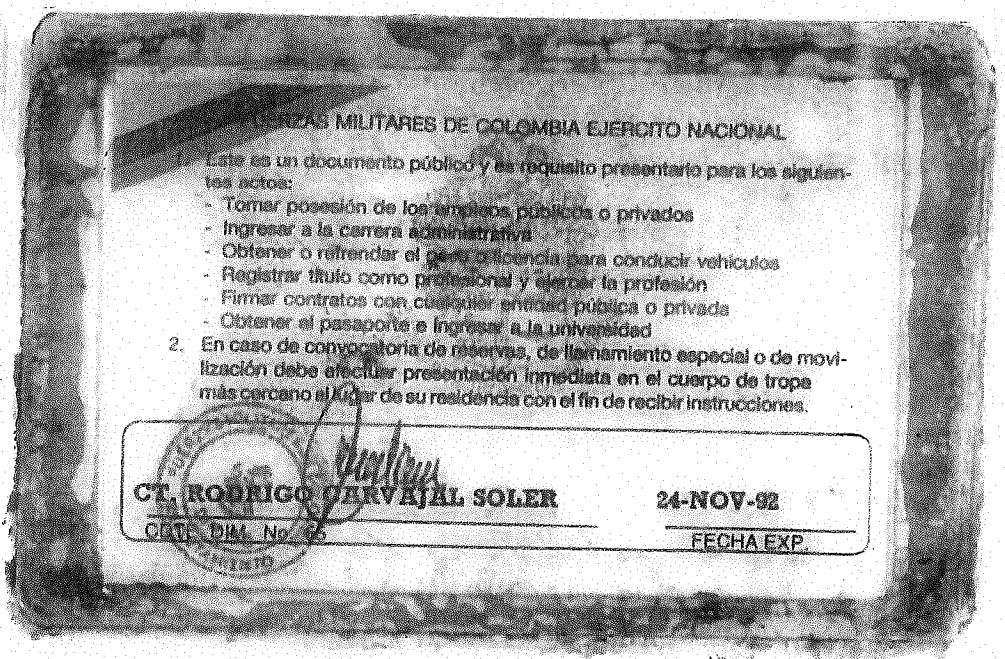 FUERZAS MILITARES DE COLOMBIA EJERCITO NACIONAL
1. Este es un documento público y es requisito presentarlo para los siguien-
tes actos:
- Tomar posesión de los empleos públicos o privados
- Ingresar a la carrera administrativa
- Obtener o refrendar el pase o licencia para conducir vehículos
- Registrar título como profesional y ejercer la profesión
- Firmar contratos con cualquier entidad pública o privada
- Obtener el pasaporte e ingresar a la universidad
2. En caso de convocatoria de reservas, de llamamiento especial o de movi-
lización debe efectuar presentación inmediata en el cuerpo de tropa
más cercano al lugar de su residencia con el fin de recibir instrucciones.
CT. RODRIGO CARVAJAL SOLER 24-NOV-92
CDTE. DIM. No. FECHA EXP.